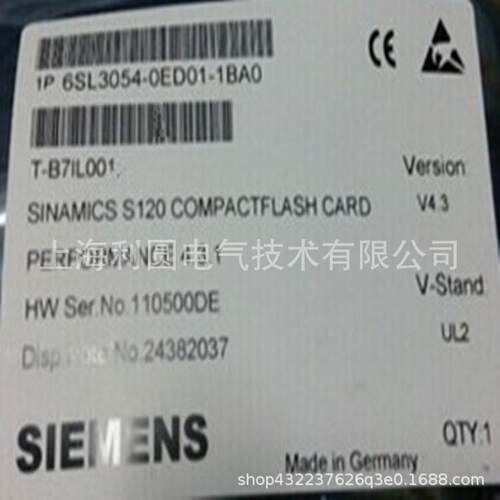 1P 6SL3054-0ED01-1BA0
T-B7IL001
Version
SINAMICS S120 COMPACTFLASH CARD
V4.3
上海利圆电气技术有限公司
HW Ser.No.110500DE
V-Stand
UL2
No.24382037
SIEMENS
QTY:1
Made in Germany
shop432237626q3e0.1688.com